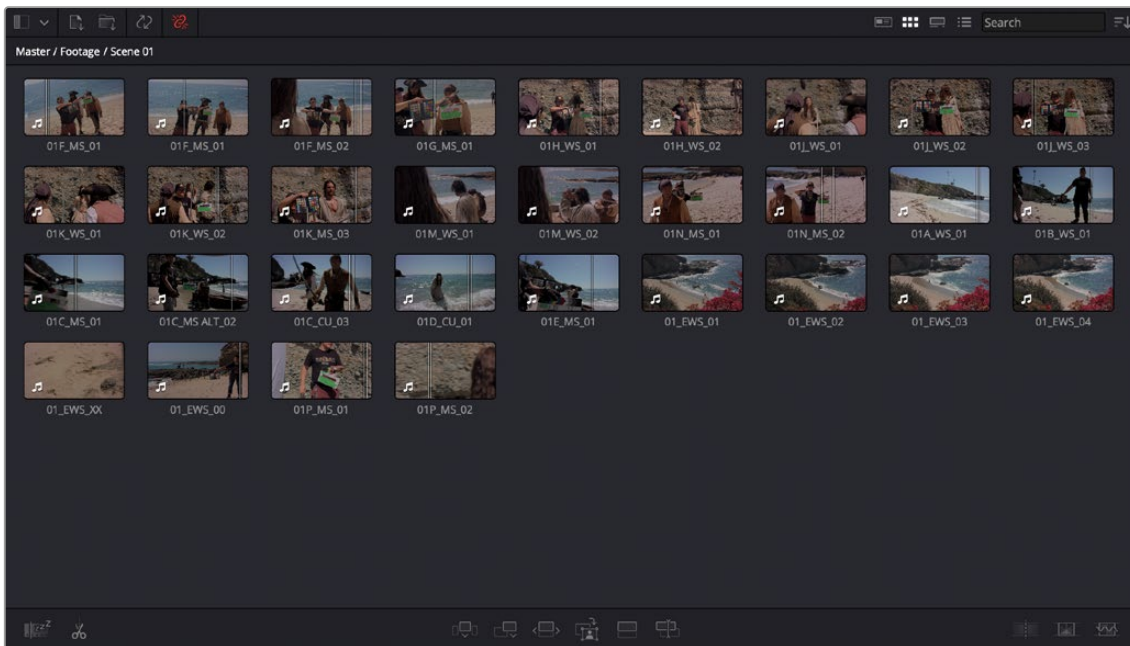 Search
Master / Footage / Scene 01
01F_MS_01 01F_MS_01 01F_MS_02 01G_MS_01 01H_WS_01 01H_WS_02 01J_WS_01 01J_WS_02 01J_WS_03
01K_WS_01 01K_WS_02 01K_MS_03 01M_WS_01 01M_WS_02 01N_MS_01 01N_MS_02 01A_WS_01 01B_WS_01
01C_MS_01 01C_MS ALT_02 01C_CU_03 01D_CU_01 01E_MS_01 01_EWS_01 01_EWS_02 01_EWS_03 01_EWS_04
01_EWS_XX 01_EWS_00 01P_MS_01 01P_MS_02